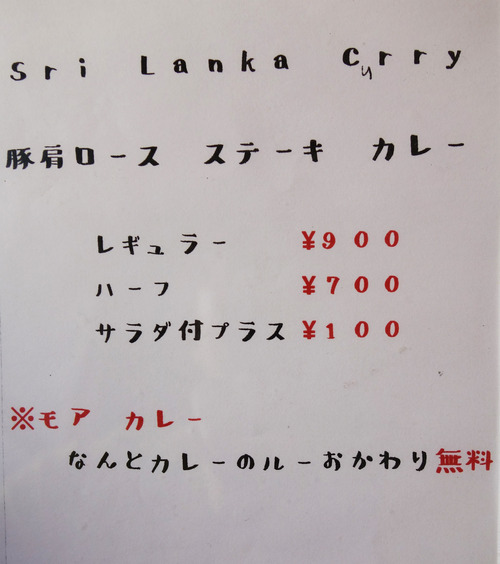 Sri Lanka Cyrry
豚肩ロース ステーキ カレー
レギュラー ¥900
ハーフ ¥700
サラダ付プラス ¥100
※モア カレー
なんとカレーのルーおかわり無料